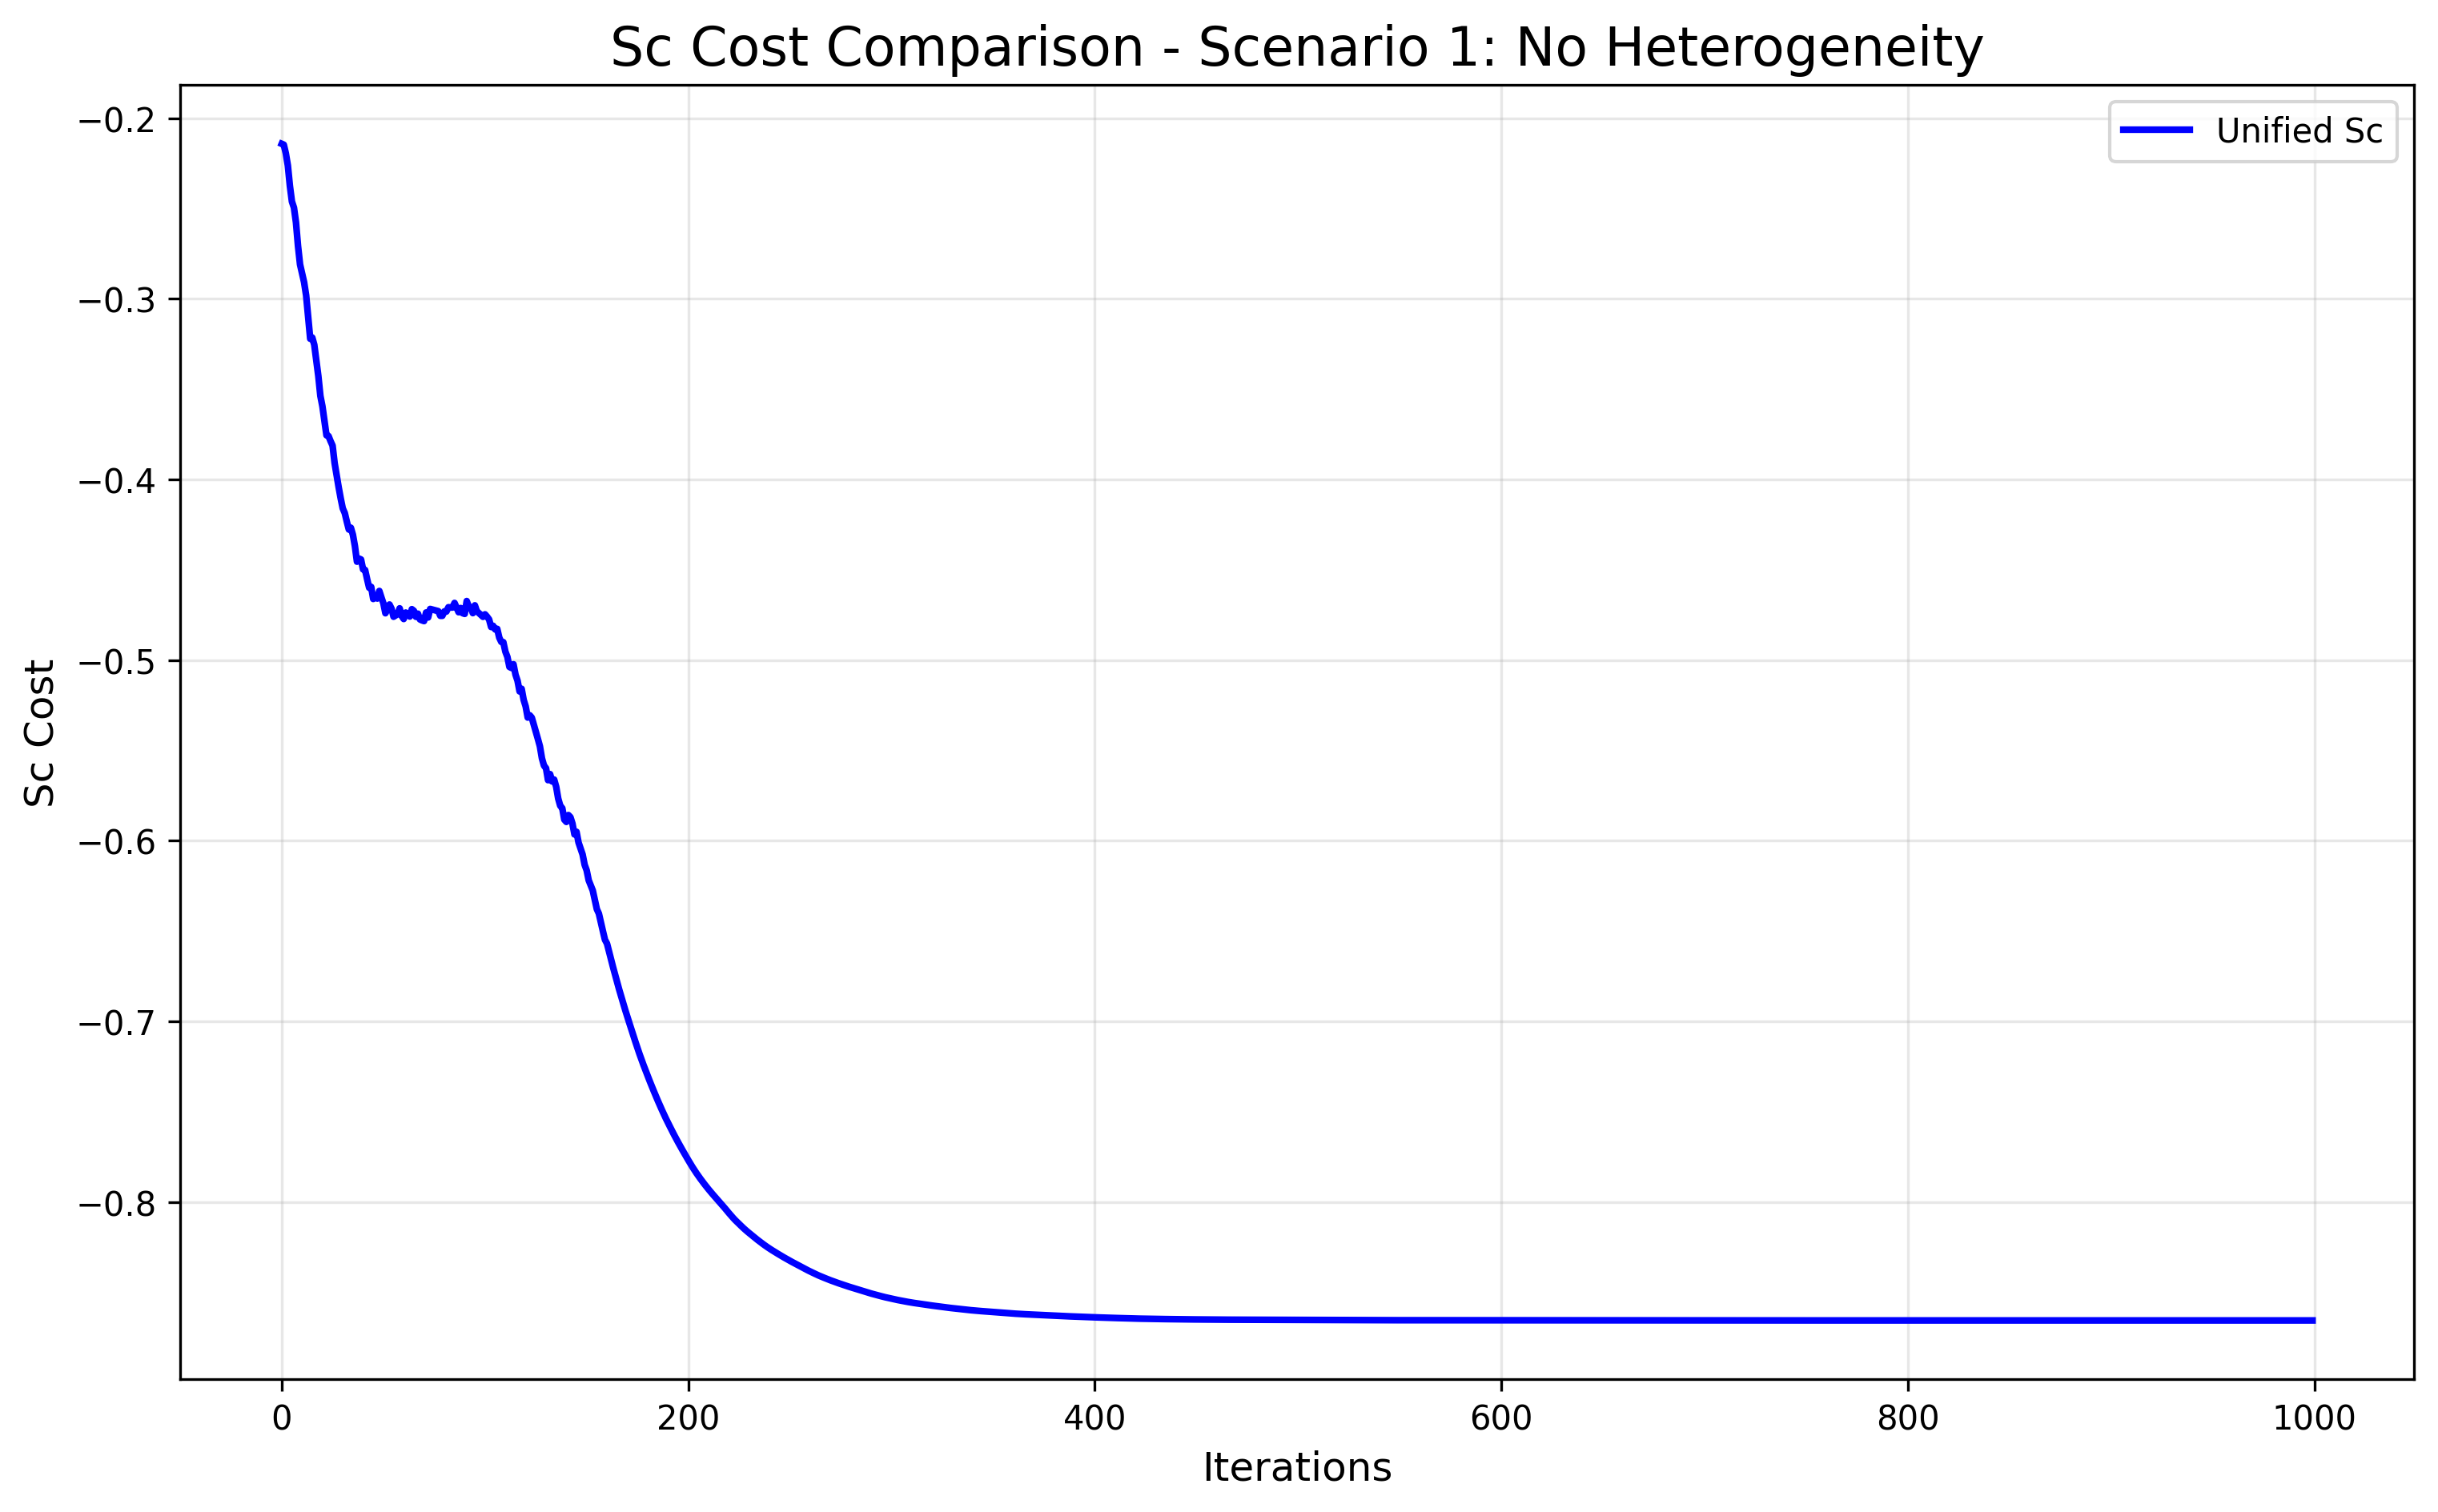 Sc Cost Comparison - Scenario 1: No Heterogeneity
Unified Sc
−0.2
−0.3
−0.4
−0.5
−0.6
−0.7
−0.8
Sc Cost
0 200 400 600 800 1000
Iterations